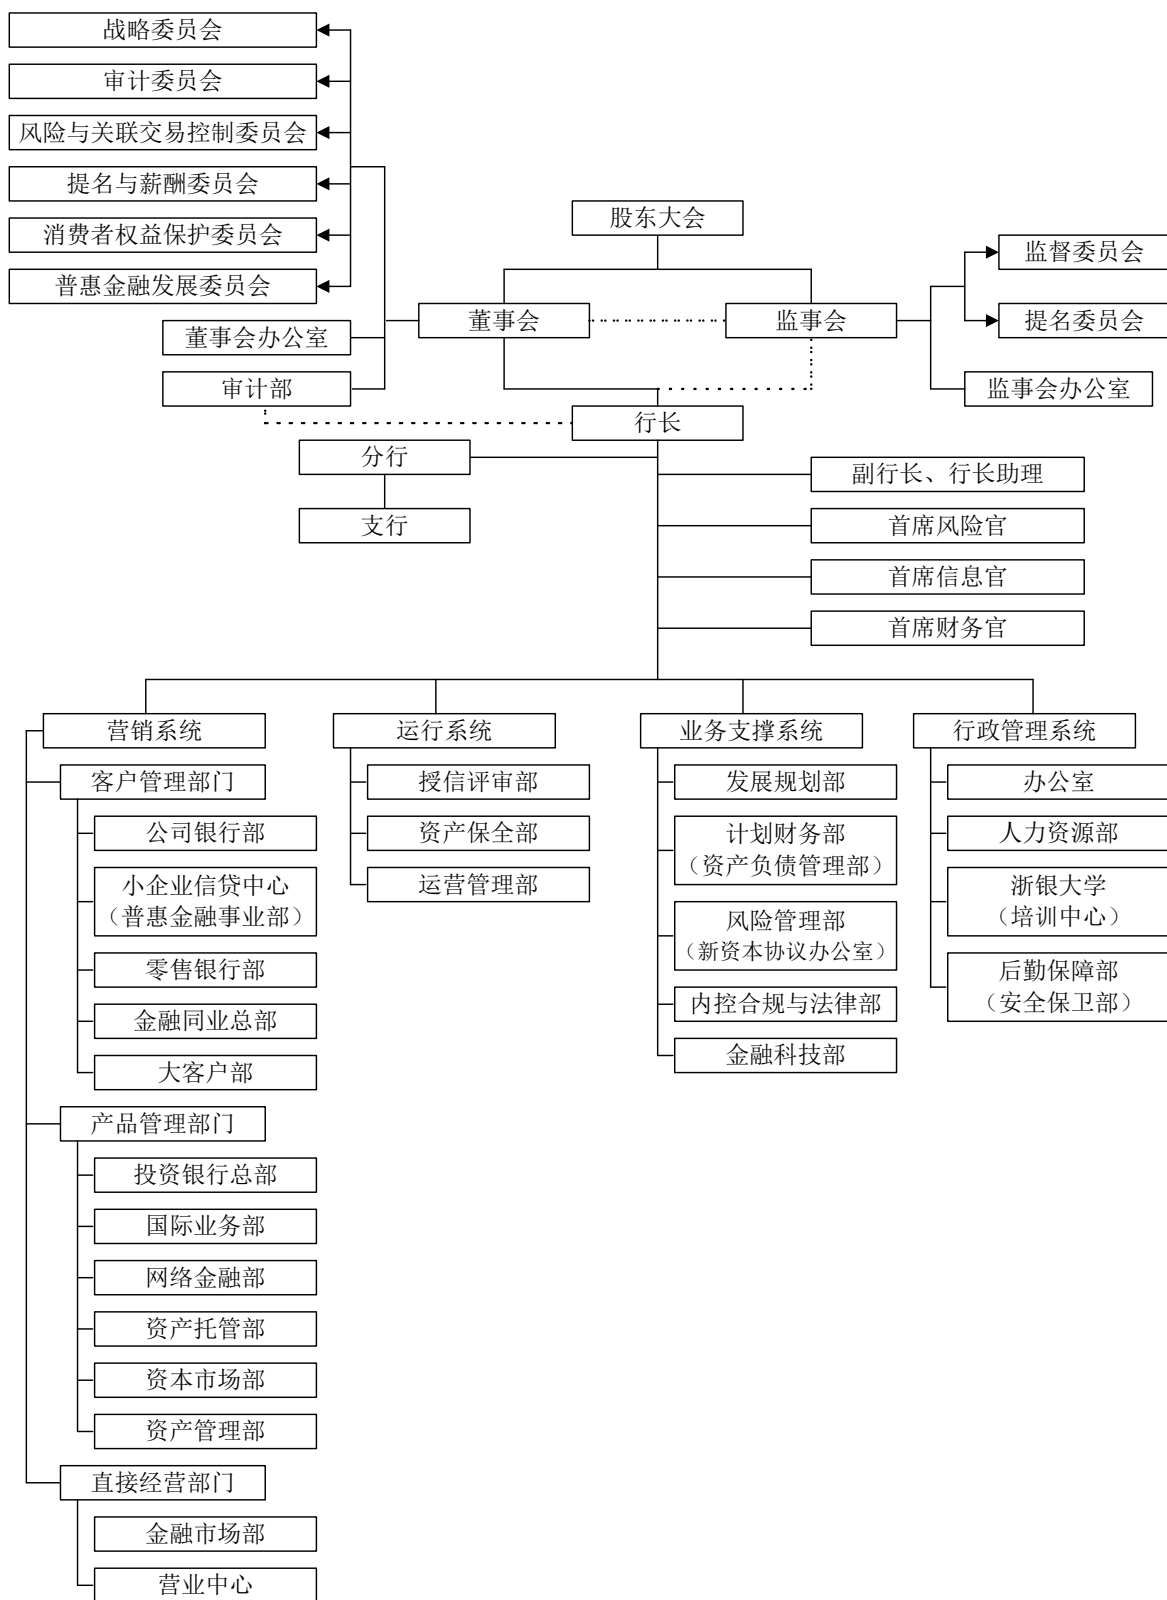 战略委员会
审计委员会
风险与关联交易控制委员会
提名与薪酬委员会
消费者权益保护委员会
普惠金融发展委员会
董事会办公室
审计部
股东大会
董事会
监事会
监督委员会
提名委员会
监事会办公室
行长
分行
支行
副行长、行长助理
首席风险官
首席信息官
首席财务官
营销系统
客户管理部门
公司银行部
小企业信贷中心
（普惠金融事业部）
零售银行部
金融同业总部
大客户部
产品管理部门
投资银行总部
国际业务部
网络金融部
资产托管部
资本市场部
资产管理部
直接经营部门
金融市场部
营业中心
运行系统
授信评审部
资产保全部
运营管理部
业务支撑系统
发展规划部
计划财务部
（资产负债管理部）
风险管理部
（新资本协议办公室）
内控合规与法律部
金融科技部
行政管理系统
办公室
人力资源部
浙银大学
（培训中心）
后勤保障部
（安全保卫部）